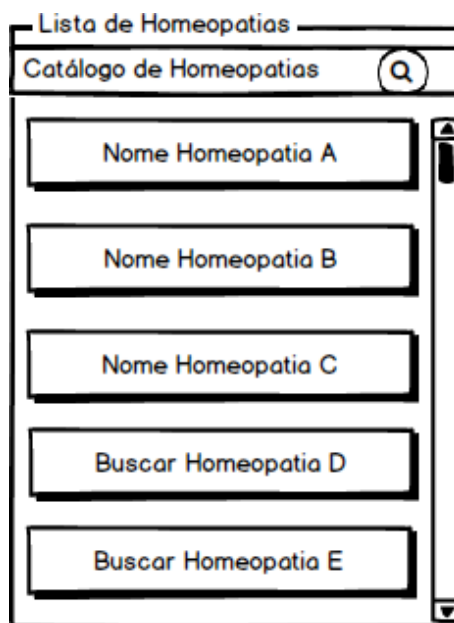 Lista de Homeopatias
Catálogo de Homeopatias
Nome Homeopatia A
Nome Homeopatia B
Nome Homeopatia C
Buscar Homeopatia D
Buscar Homeopatia E